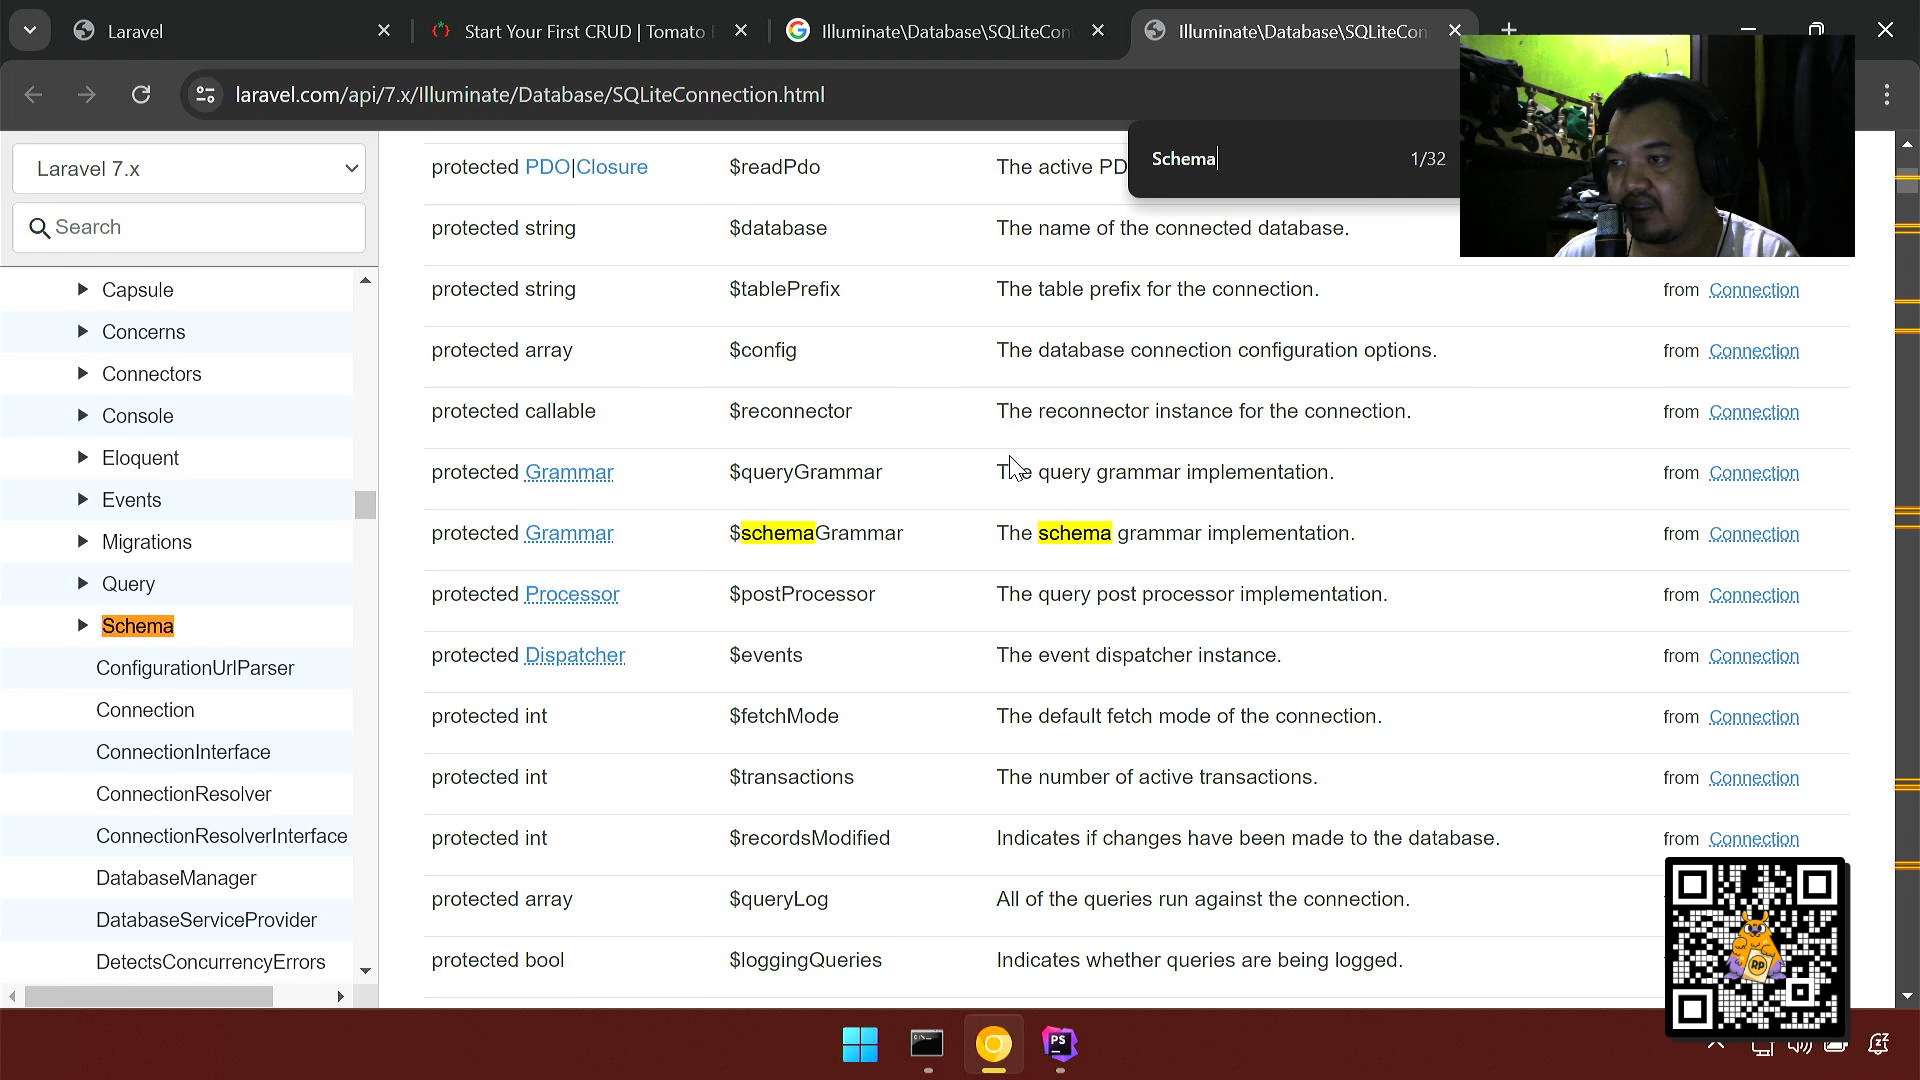 Laravel
Start Your First CRUD | Tomato
Illuminate\Database\SQLiteCon
Illuminate\Database\SQLiteCon
laravel.com/api/7.x/Illuminate/Database/SQLiteConnection.html
Schema
1/32
Laravel 7.x
Search
Capsule
Concerns
Connectors
Console
Eloquent
Events
Migrations
Query
Schema
ConfigurationUrlParser
Connection
ConnectionInterface
ConnectionResolver
ConnectionResolverInterface
DatabaseManager
DatabaseServiceProvider
DetectsConcurrencyErrors
protected PDO|Closure $readPdo The active PD
protected string $database The name of the connected database.
protected string $tablePrefix The table prefix for the connection. from Connection
protected array $config The database connection configuration options. from Connection
protected callable $reconnector The reconnector instance for the connection. from Connection
protected Grammar $queryGrammar The query grammar implementation. from Connection
protected Grammar $schemaGrammar The schema grammar implementation. from Connection
protected Processor $postProcessor The query post processor implementation. from Connection
protected Dispatcher $events The event dispatcher instance. from Connection
protected int $fetchMode The default fetch mode of the connection. from Connection
protected int $transactions The number of active transactions. from Connection
protected int $recordsModified Indicates if changes have been made to the database. from Connection
protected array $queryLog All of the queries run against the connection.
protected bool $loggingQueries Indicates whether queries are being logged.
RP
PS